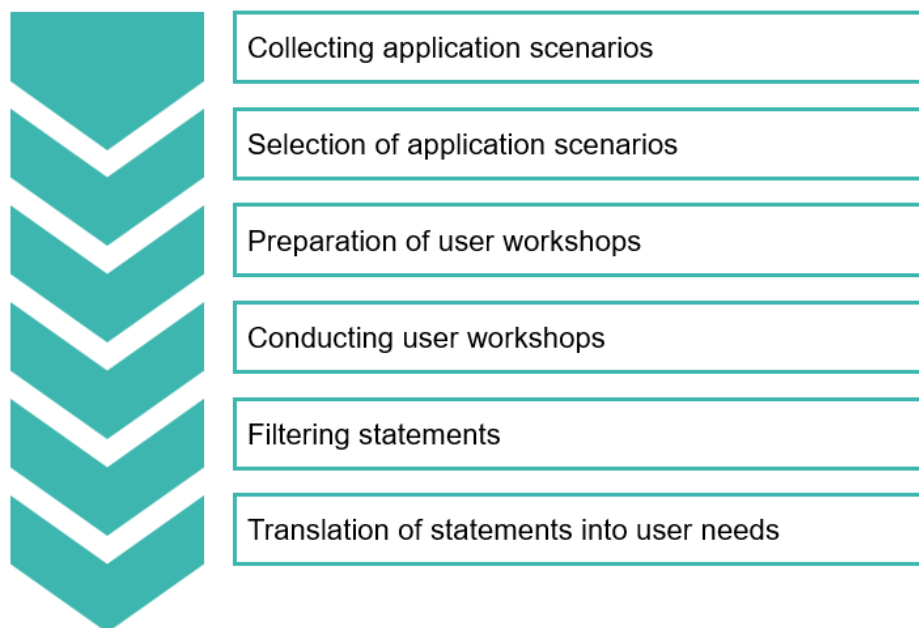 Collecting application scenarios
Selection of application scenarios
Preparation of user workshops
Conducting user workshops
Filtering statements
Translation of statements into user needs